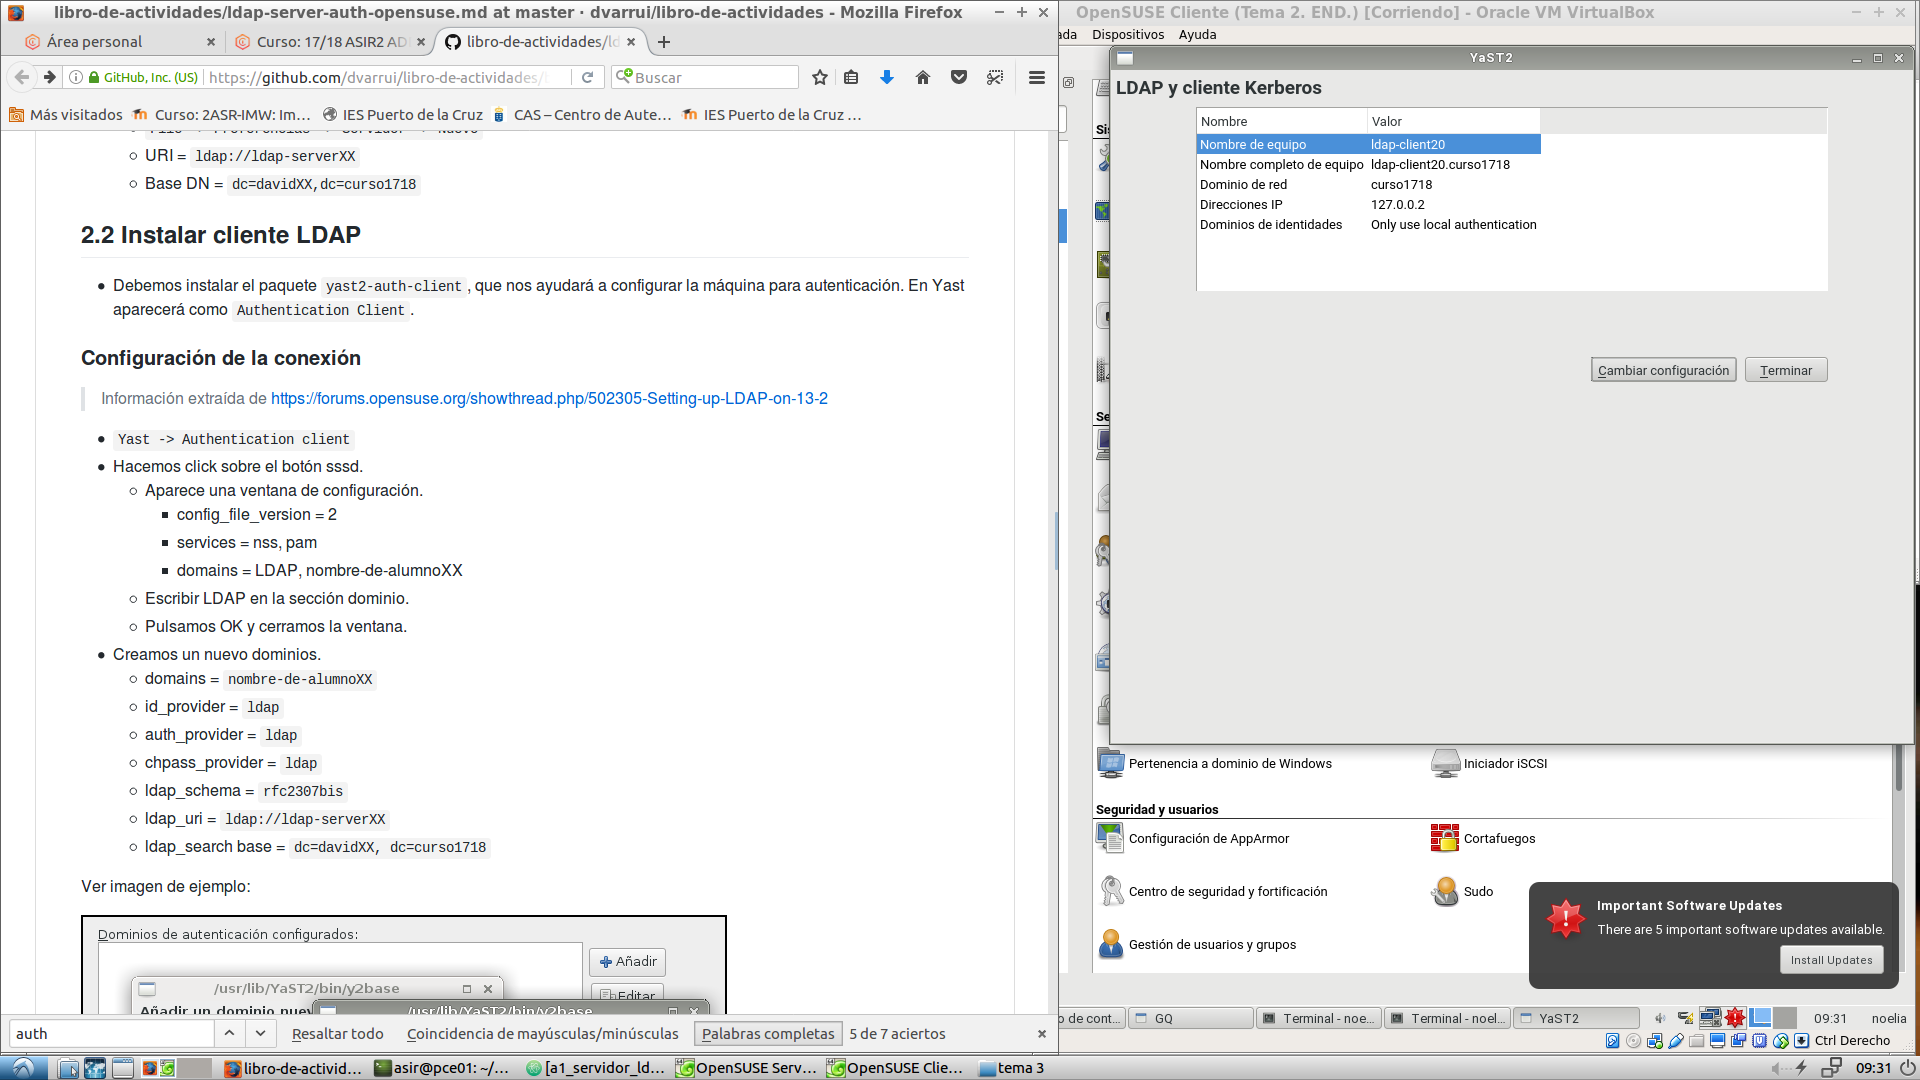 libro-de-actividades/ldap-server-auth-opensuse.md at master · dvarrui/libro-de-actividades - Mozilla Firefox
Área personal
Curso: 17/18 ASIR2 AD
libro-de-actividades/ld
GitHub, Inc. (US)
https://github.com/dvarrui/libro-de-actividades/
Buscar
Más visitados
Curso: 2ASR-IMW: Im...
IES Puerto de la Cruz
CAS – Centro de Aute...
IES Puerto de la Cruz ...
URI = ldap://ldap-serverXX
Base DN = dc=davidXX,dc=curso1718
2.2 Instalar cliente LDAP
Debemos instalar el paquete yast2-auth-client, que nos ayudará a configurar la máquina para autenticación. En Yast
aparecerá como Authentication Client.
Configuración de la conexión
Información extraída de https://forums.opensuse.org/showthread.php/502305-Setting-up-LDAP-on-13-2
Yast -> Authentication client
Hacemos click sobre el botón sssd.
Aparece una ventana de configuración.
config_file_version = 2
services = nss, pam
domains = LDAP, nombre-de-alumnoXX
Escribir LDAP en la sección dominio.
Pulsamos OK y cerramos la ventana.
Creamos un nuevo dominios.
domains = nombre-de-alumnoXX
id_provider = ldap
auth_provider = ldap
chpass_provider = ldap
ldap_schema = rfc2307bis
ldap_uri = ldap://ldap-serverXX
ldap_search base = dc=davidXX, dc=curso1718
Ver imagen de ejemplo:
Dominios de autenticación configurados:
Añadir
Editar
/usr/lib/YaST2/bin/y2base
Añadir un dominio nuev
/usr/lib/YaST2/bin/y2base
auth
Resaltar todo
Coincidencia de mayúsculas/minúsculas
Palabras completas
5 de 7 aciertos
OpenSUSE Cliente (Tema 2. END.) [Corriendo] - Oracle VM VirtualBox
ada
Dispositivos
Ayuda
YaST2
LDAP y cliente Kerberos
Nombre Valor
Nombre de equipo ldap-client20
Nombre completo de equipo ldap-client20.curso1718
Dominio de red curso1718
Direcciones IP 127.0.0.2
Dominios de identidades Only use local authentication
Cambiar configuración
Terminar
Sis
Se
Pertenencia a dominio de Windows
Iniciador iSCSI
Seguridad y usuarios
Configuración de AppArmor
Cortafuegos
Centro de seguridad y fortificación
Sudo
Gestión de usuarios y grupos
Important Software Updates
There are 5 important software updates available.
Install Updates
o de cont...
GQ
Terminal - noe...
Terminal - noel...
YaST2
09:31
noelia
Ctrl Derecho
libro-de-activid...
asir@pce01: ~/...
[a1_servidor_ld...
OpenSUSE Serv...
OpenSUSE Clie...
tema 3
09:31